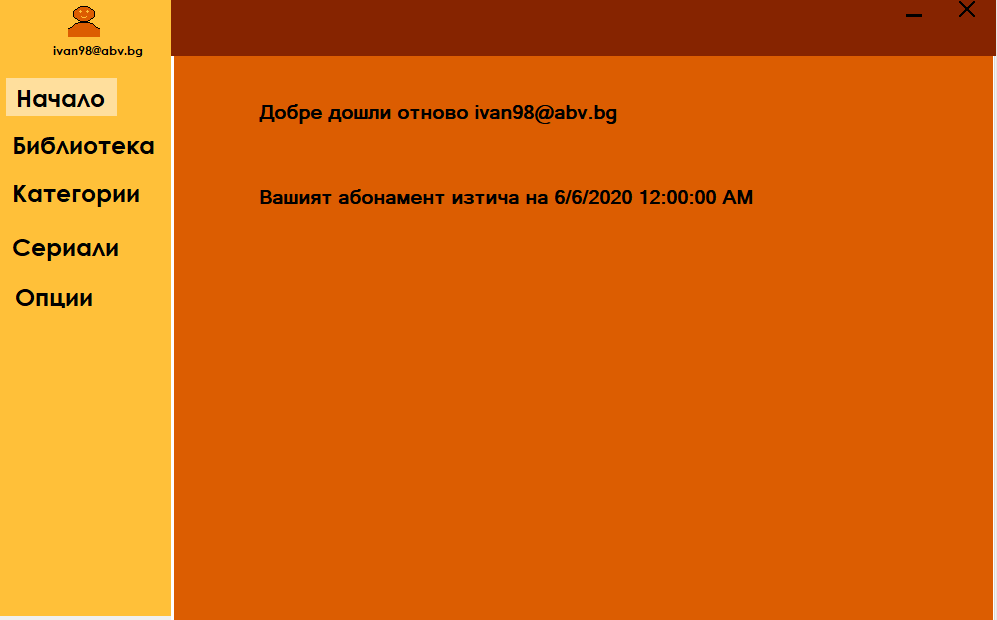 ivan98@abv.bg
Начало
Библиотека
Категории
Сериали
Опции
Добре дошли отново ivan98@abv.bg
Вашият абонамент изтича на 6/6/2020 12:00:00 AM